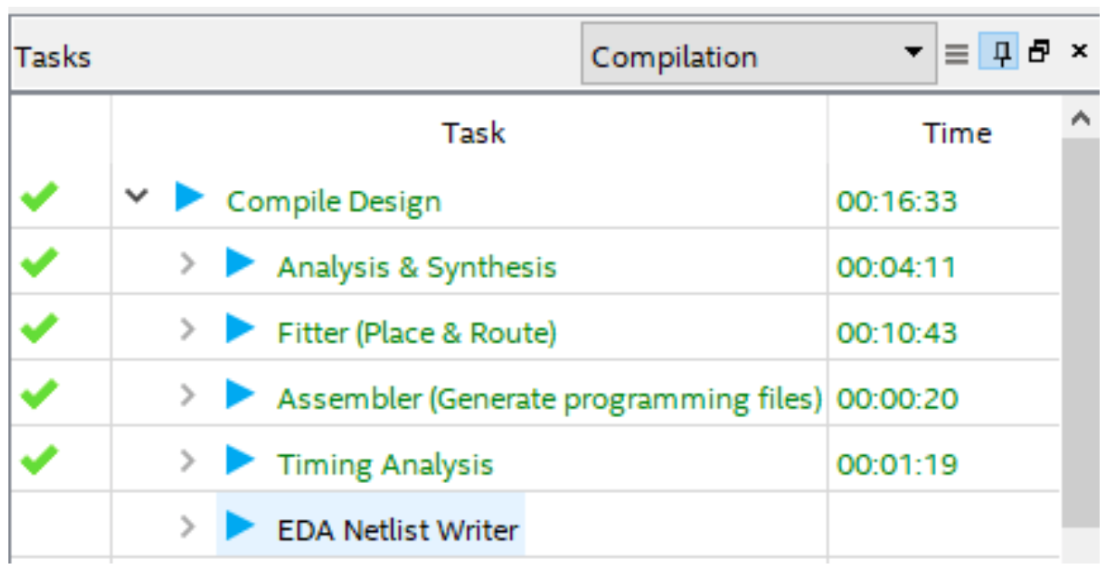 Tasks Compilation
Task Time
Compile Design 00:16:33
Analysis & Synthesis 00:04:11
Fitter (Place & Route) 00:10:43
Assembler (Generate programming files) 00:00:20
Timing Analysis 00:01:19
EDA Netlist Writer